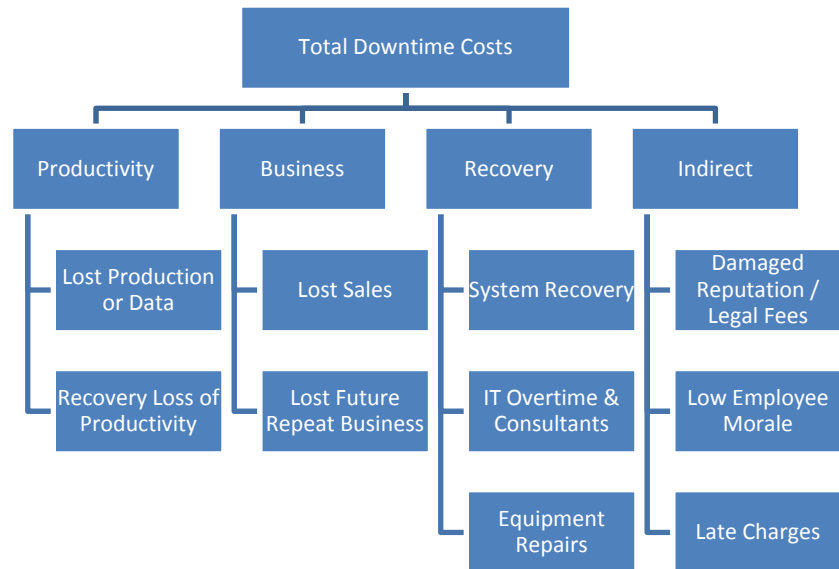 Total Downtime Costs
Productivity
Business
Recovery
Indirect
Lost Production
or Data
Recovery Loss of
Productivity
Lost Sales
Lost Future
Repeat Business
System Recovery
IT Overtime &
Consultants
Equipment
Repairs
Damaged
Reputation /
Legal Fees
Low Employee
Morale
Late Charges